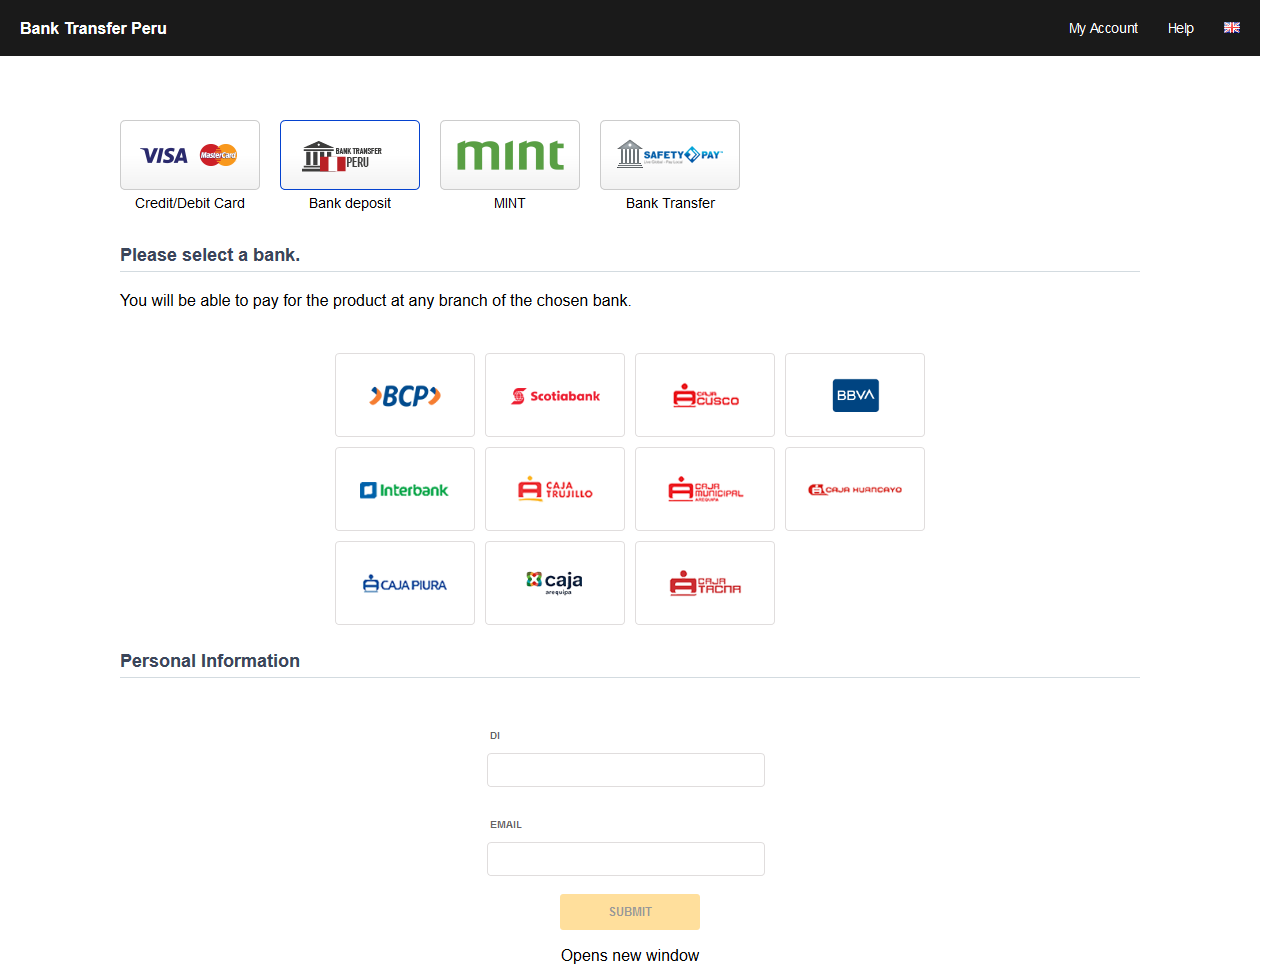 Bank Transfer Peru
My Account
Help
VISA
MasterCard
BANK TRANSFER
PERU
mint
SAFETY PAY
Credit/Debit Card
Bank deposit
MINT
Bank Transfer
Please select a bank.
You will be able to pay for the product at any branch of the chosen bank.
BCP
Scotiabank
CAJA
CUSCO
BBVA
Interbank
CAJA
TRUJILLO
CAJA
MUNICIPAL
AREQUIPA
CAJA HUANCAYO
CAJA PIURA
caja
arequipa
CAJA
TACNA
Personal Information
DI
EMAIL
SUBMIT
Opens new window